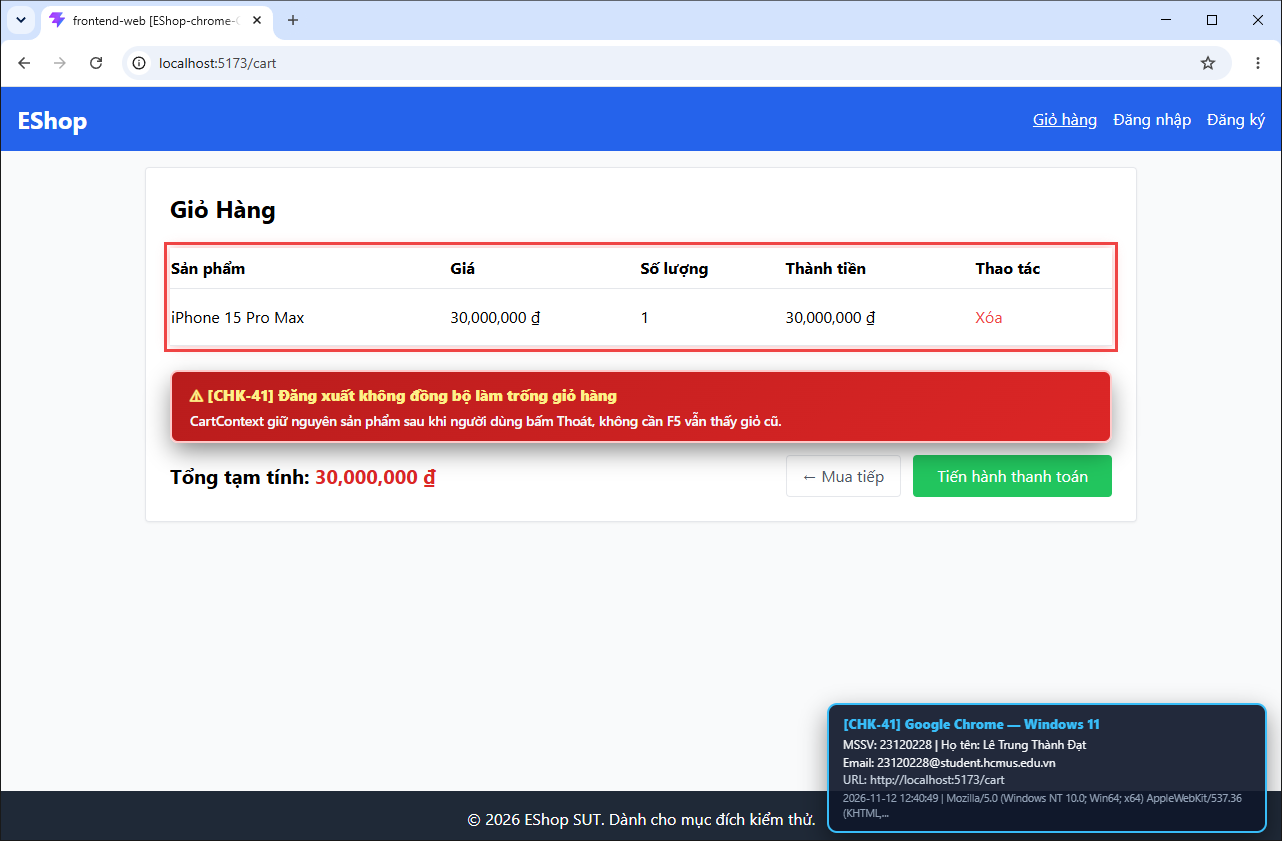 frontend-web [EShop-chrome-
localhost:5173/cart
EShop
Giỏ hàng Đăng nhập Đăng ký
Giỏ Hàng
Sản phẩm Giá Số lượng Thành tiền Thao tác
iPhone 15 Pro Max 30,000,000 ₫ 1 30,000,000 ₫ Xóa
⚠ [CHK-41] Đăng xuất không đồng bộ làm trống giỏ hàng
CartContext giữ nguyên sản phẩm sau khi người dùng bấm Thoát, không cần F5 vẫn thấy giỏ cũ.
Tổng tạm tính: 30,000,000 ₫ ← Mua tiếp Tiến hành thanh toán
[CHK-41] Google Chrome — Windows 11
MSSV: 23120228 | Họ tên: Lê Trung Thành Đạt
Email: 23120228@student.hcmus.edu.vn
URL: http://localhost:5173/cart
2026-11-12 12:40:49 | Mozilla/5.0 (Windows NT 10.0; Win64; x64) AppleWebKit/537.36
(KHTML,...
© 2026 EShop SUT. Dành cho mục đích kiểm thử.